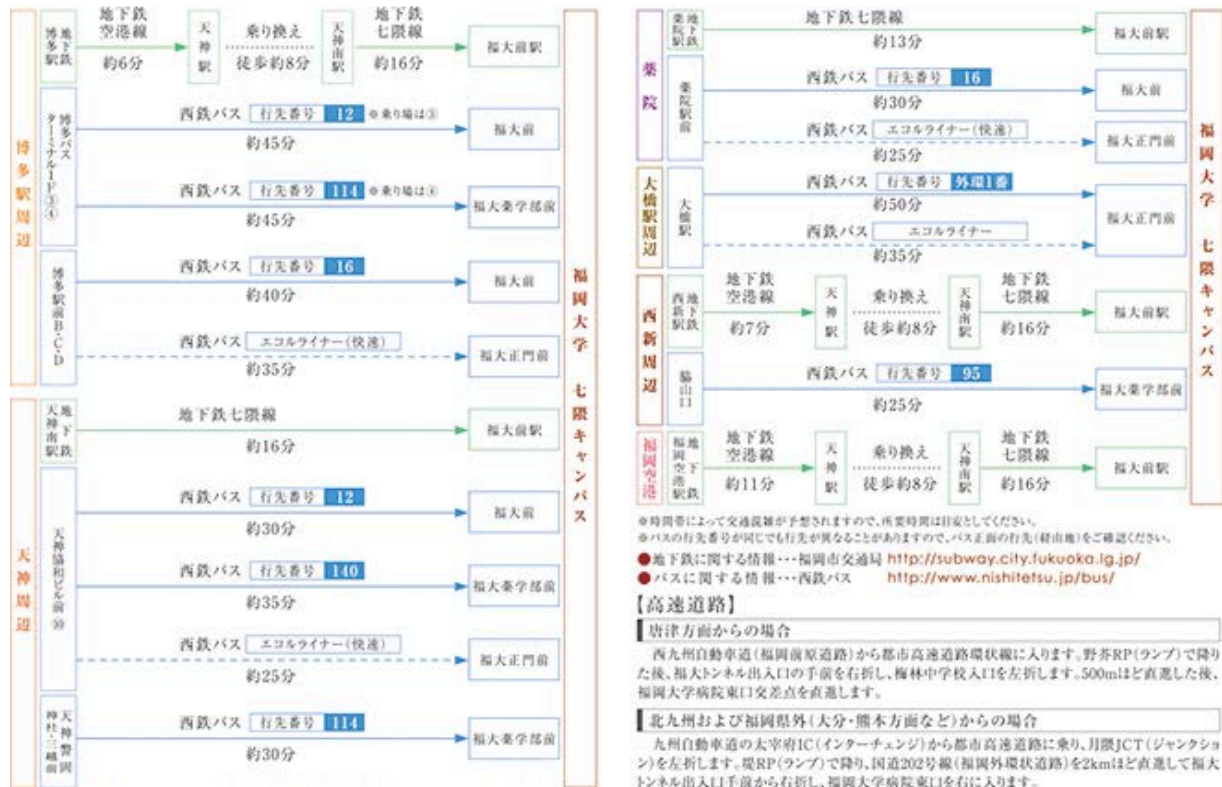 博多駅周辺
地下鉄博多駅
地下鉄空港線
約6分
天神駅
乗り換え
徒歩約8分
天神南駅
地下鉄七隈線
約16分
福大前駅
博多バスターミナル1F③④
西鉄バス 行先番号 12 ※乗り場は③
約45分
福大前
西鉄バス 行先番号 114 ※乗り場は④
約45分
福大薬学部前
博多駅前B・C・D
西鉄バス 行先番号 16
約40分
福大前
西鉄バス エコルライナー(快速)
約35分
福大正門前
天神周辺
地下鉄天神南駅
地下鉄七隈線
約16分
福大前駅
天神協和ビル前⑩
西鉄バス 行先番号 12
約30分
福大前
西鉄バス 行先番号 140
約35分
福大薬学部前
西鉄バス エコルライナー(快速)
約25分
福大正門前
天神警固神社・三越前
西鉄バス 行先番号 114
約30分
福大薬学部前
福岡大学 七隈キャンパス
薬院
地下鉄薬院駅
地下鉄七隈線
約13分
福大前駅
薬院駅前
西鉄バス 行先番号 16
約30分
福大前
西鉄バス エコルライナー(快速)
約25分
福大正門前
大橋駅周辺
大橋駅
西鉄バス 行先番号 外環1番
約50分
西鉄バス エコルライナー
約35分
福大正門前
西新周辺
地下鉄西新駅
地下鉄空港線
約7分
天神駅
乗り換え
徒歩約8分
天神南駅
地下鉄七隈線
約16分
福大前駅
脇山口
西鉄バス 行先番号 95
約25分
福大薬学部前
福岡空港
地下鉄福岡空港駅
地下鉄空港線
約11分
天神駅
乗り換え
徒歩約8分
天神南駅
地下鉄七隈線
約16分
福大前駅
福岡大学 七隈キャンパス
※時間帯によって交通混雑が予想されますので、所要時間は目安としてください。
※バスの行先番号が同じでも行先が異なることがありますので、バス正面の行先(経由地)をご確認ください。
●地下鉄に関する情報・・・福岡市交通局 http://subway.city.fukuoka.lg.jp/
●バスに関する情報・・・西鉄バス http://www.nishitetsu.jp/bus/
【高速道路】
唐津方面からの場合
西九州自動車道(福岡前原道路)から都市高速道路環状線に入ります。野芥RP(ランプ)で降り
た後、福大トンネル出入口の手前を右折し、梅林中学校入口を左折します。500mほど直進した後、
福岡大学病院東口交差点を直進します。
北九州および福岡県外(大分・熊本方面など)からの場合
九州自動車道の太宰府IC(インターチェンジ)から都市高速道路に乗り、月隈JCT(ジャンクショ
ン)を左折します。堤RP(ランプ)で降り、国道202号線(福岡外環状道路)を2kmほど直進して福大
トンネル出入口手前から右折し、福岡大学病院東口を右に入ります。